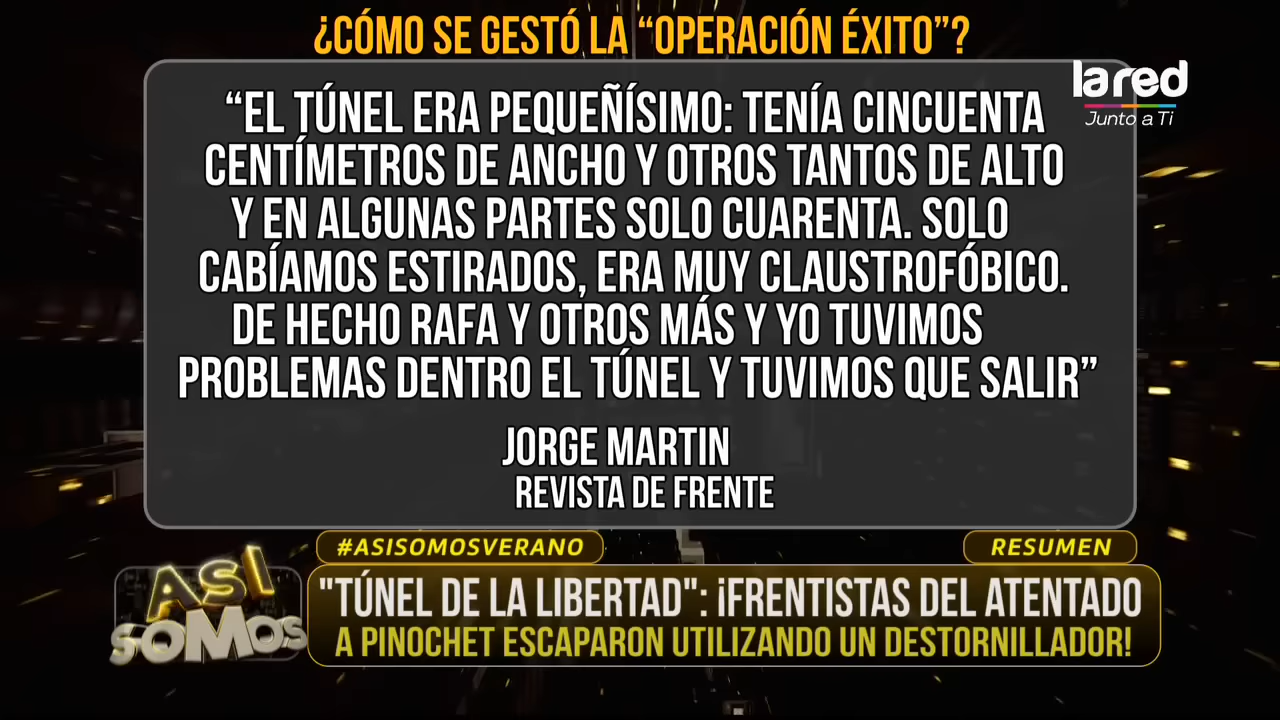 ¿CÓMO SE GESTÓ LA “OPERACIÓN ÉXITO”?
lared
Junto a Ti
“EL TÚNEL ERA PEQUEÑÍSIMO: TENÍA CINCUENTA
CENTÍMETROS DE ANCHO Y OTROS TANTOS DE ALTO
Y EN ALGUNAS PARTES SOLO CUARENTA. SOLO
CABÍAMOS ESTIRADOS, ERA MUY CLAUSTROFÓBICO.
DE HECHO RAFA Y OTROS MÁS Y YO TUVIMOS
PROBLEMAS DENTRO EL TÚNEL Y TUVIMOS QUE SALIR”
JORGE MARTIN
REVISTA DE FRENTE
#ASISOMOSVERANO
RESUMEN
ASI
SOMOS
"TÚNEL DE LA LIBERTAD": ¡FRENTISTAS DEL ATENTADO
A PINOCHET ESCAPARON UTILIZANDO UN DESTORNILLADOR!